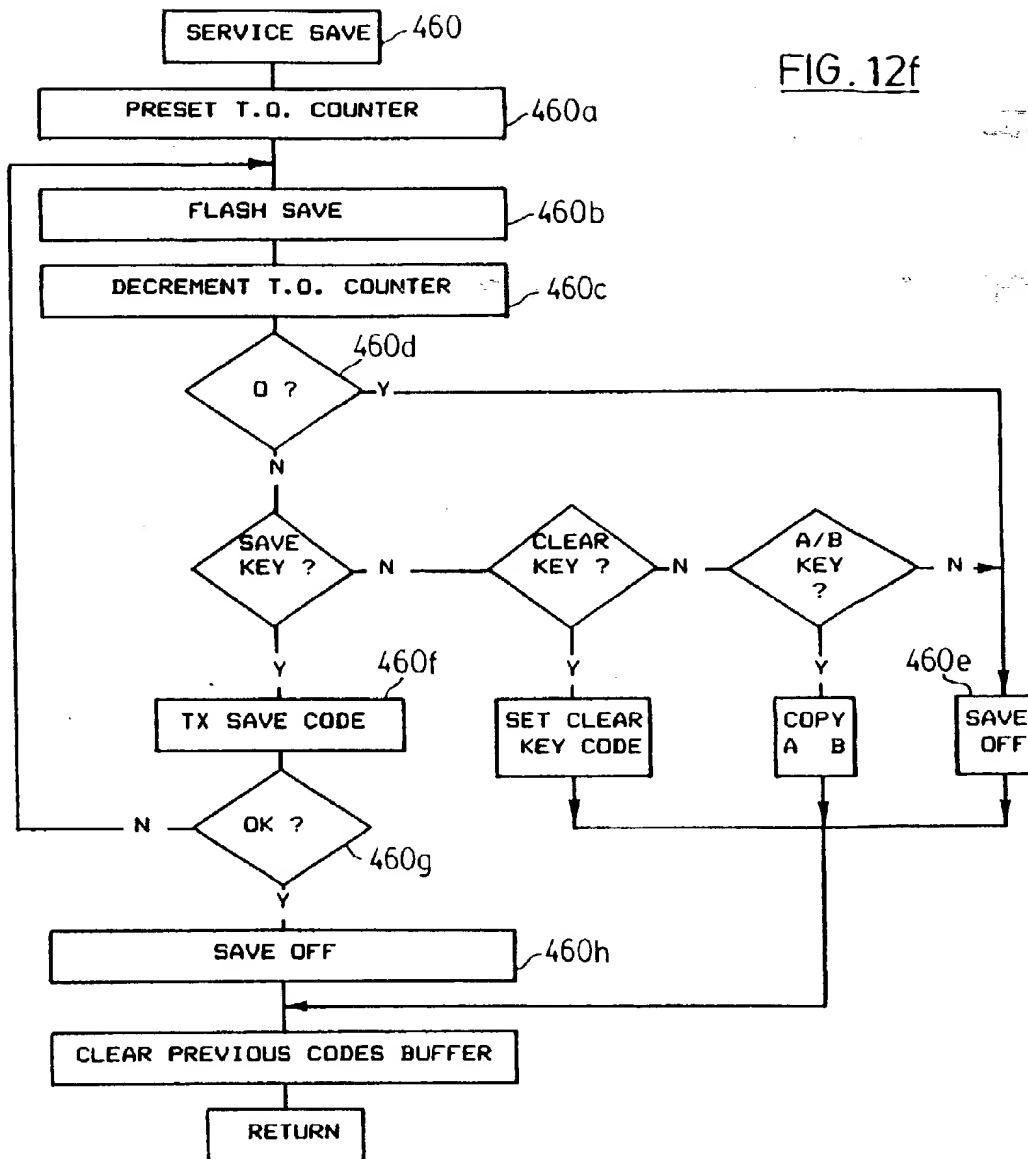 SERVICE SAVE
460
FIG. 12f
PRESET T.O. COUNTER
460a
FLASH SAVE
460b
DECREMENT T.O. COUNTER
460c
460d
0 ?
Y
N
SAVE
KEY ?
N
CLEAR
KEY ?
N
A/B
KEY
?
N
Y
460f
Y
Y
460e
TX SAVE CODE
SET CLEAR
KEY CODE
COPY
A B
SAVE
OFF
N
OK ?
460g
Y
SAVE OFF
460h
CLEAR PREVIOUS CODES BUFFER
RETURN